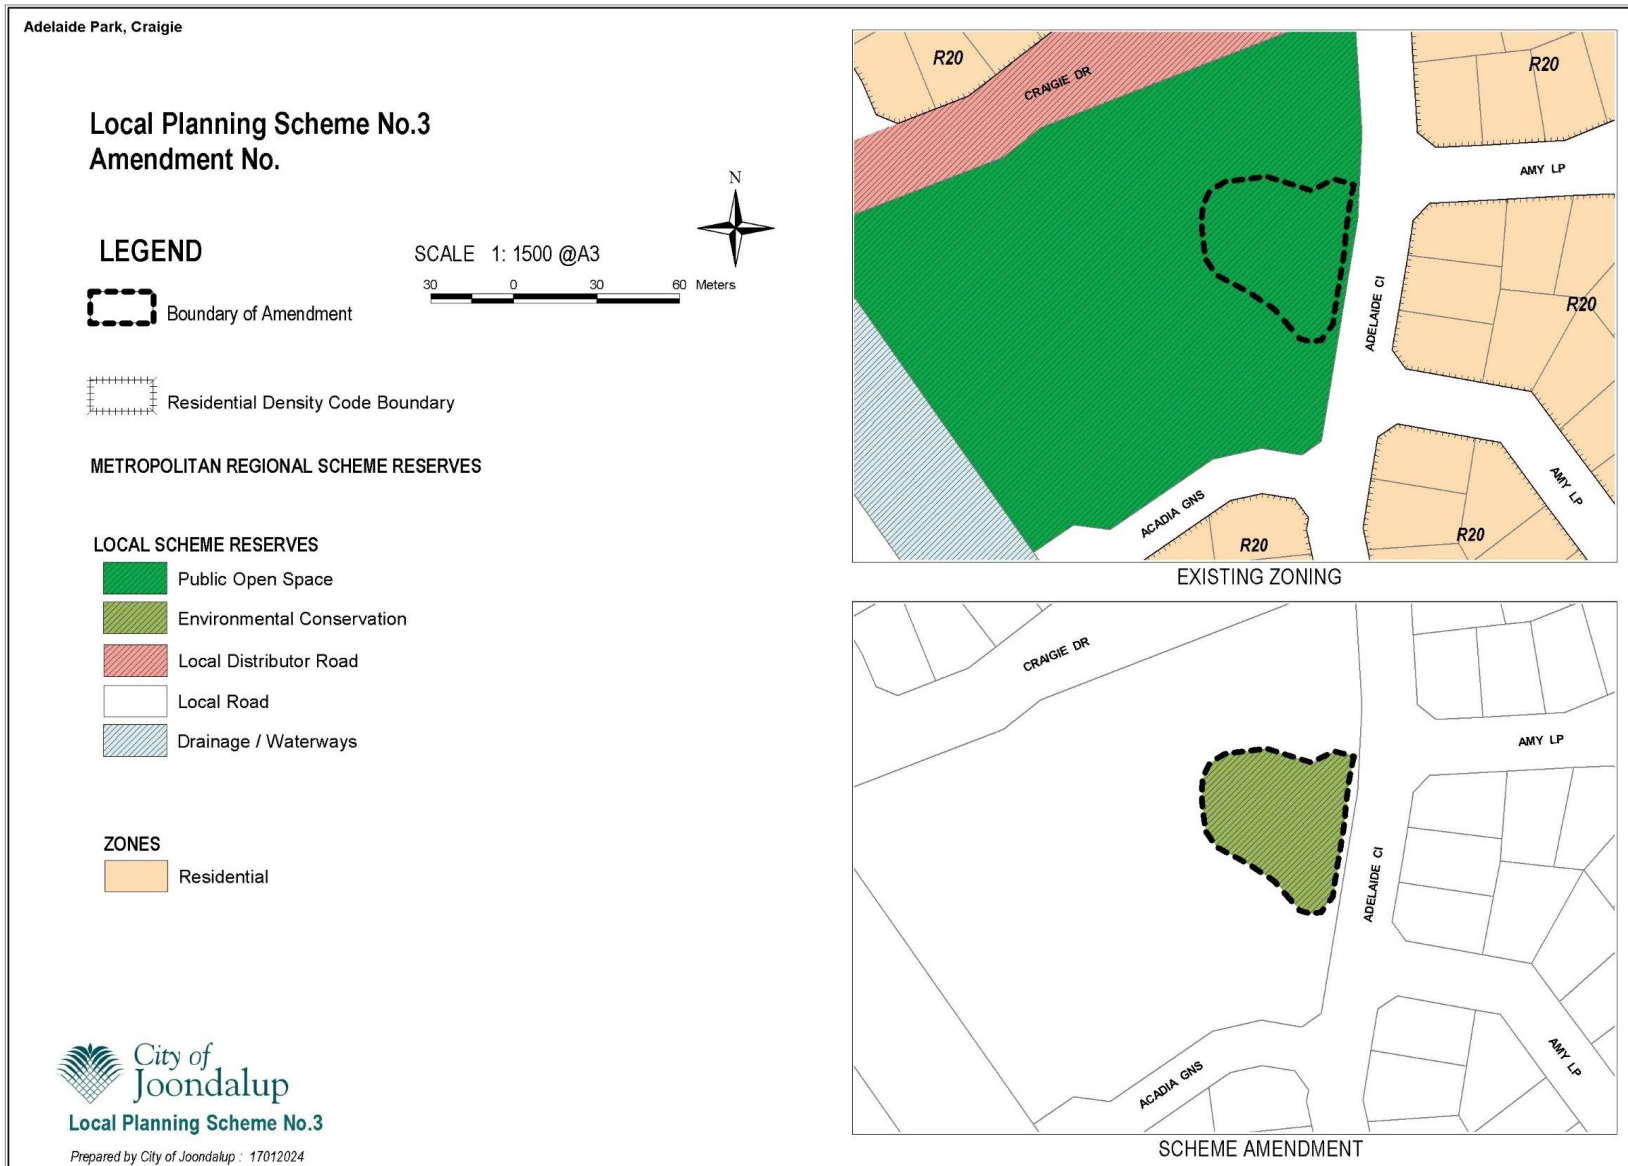 Adelaide Park, Craigie
Local Planning Scheme No.3
Amendment No.
N
LEGEND
SCALE 1: 1500 @A3
30 0 30 60 Meters
Boundary of Amendment
Residential Density Code Boundary
METROPOLITAN REGIONAL SCHEME RESERVES
LOCAL SCHEME RESERVES
Public Open Space
Environmental Conservation
Local Distributor Road
Local Road
Drainage / Waterways
ZONES
Residential
City of
Joondalup
Local Planning Scheme No.3
Prepared by City of Joondalup : 17012024
R20
CRAIGIE DR
R20
AMY LP
ADELAIDE CI
R20
AMY LP
ACADIA GNS
R20
R20
EXISTING ZONING
CRAIGIE DR
AMY LP
ADELAIDE CI
AMY LP
ACADIA GNS
SCHEME AMENDMENT